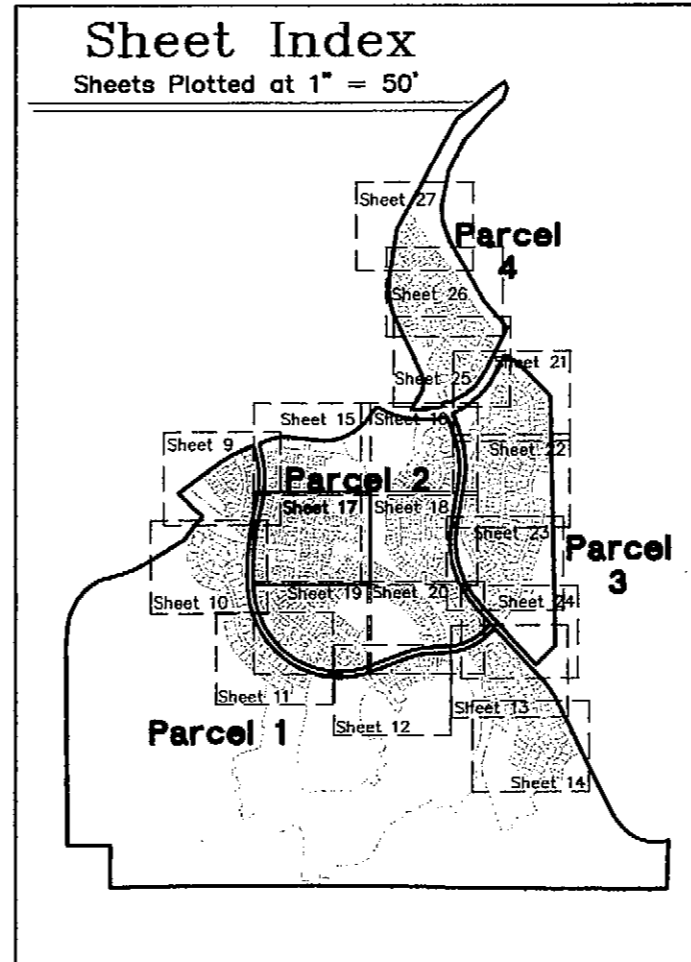 Sheet Index
Sheets Plotted at 1" = 50'
Sheet 27
Parcel
4
Sheet 26
Sheet 25
Sheet 21
Sheet 15
Sheet 16
Sheet 9
Sheet 22
Parcel 2
Sheet 17
Sheet 18
Sheet 23
Parcel
3
Sheet 10
Sheet 19
Sheet 20
Sheet 24
Sheet 11
Sheet 12
Sheet 13
Parcel 1
Sheet 14